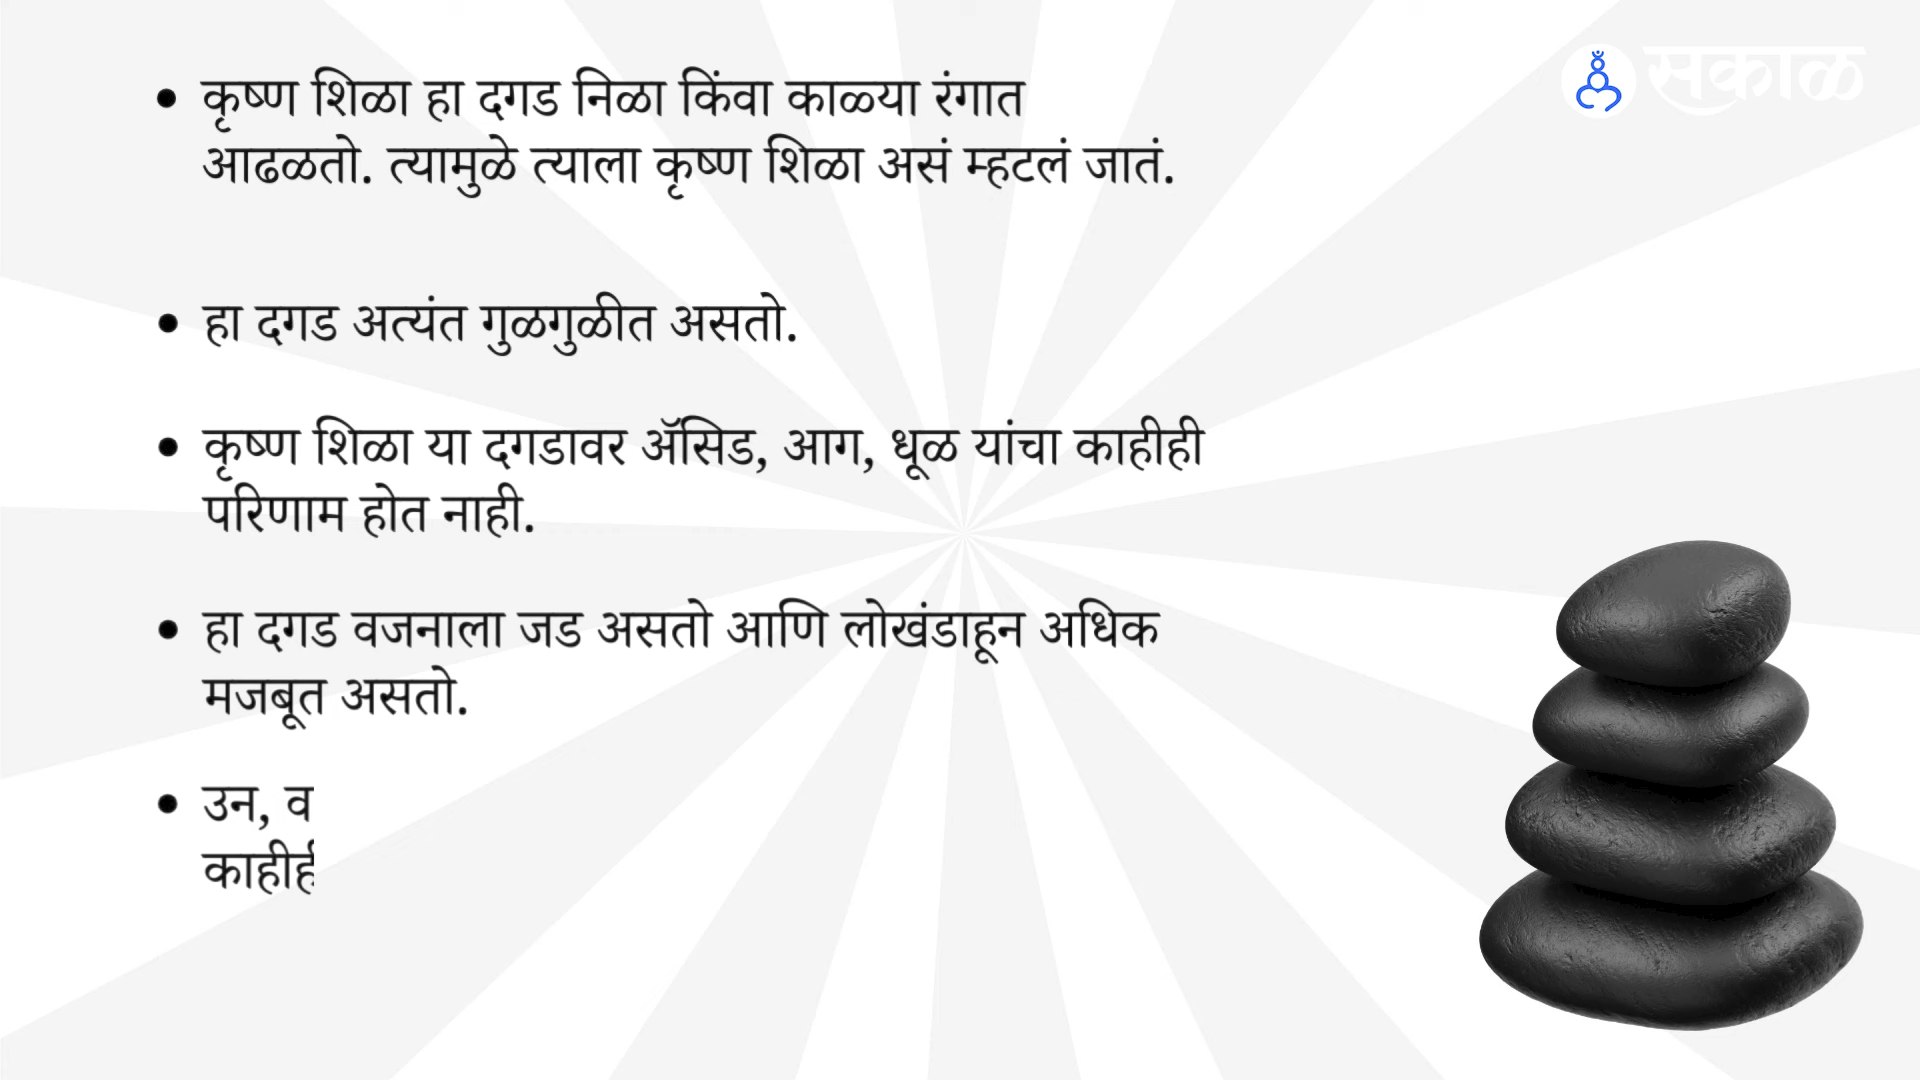 सकाळ
कृष्ण शिळा हा दगड निळा किंवा काळ्या रंगात
आढळतो. त्यामुळे त्याला कृष्ण शिळा असं म्हटलं जातं.
हा दगड अत्यंत गुळगुळीत असतो.
कृष्ण शिळा या दगडावर ॲसिड, आग, धूळ यांचा काहीही
परिणाम होत नाही.
हा दगड वजनाला जड असतो आणि लोखंडाहून अधिक
मजबूत असतो.
उन,